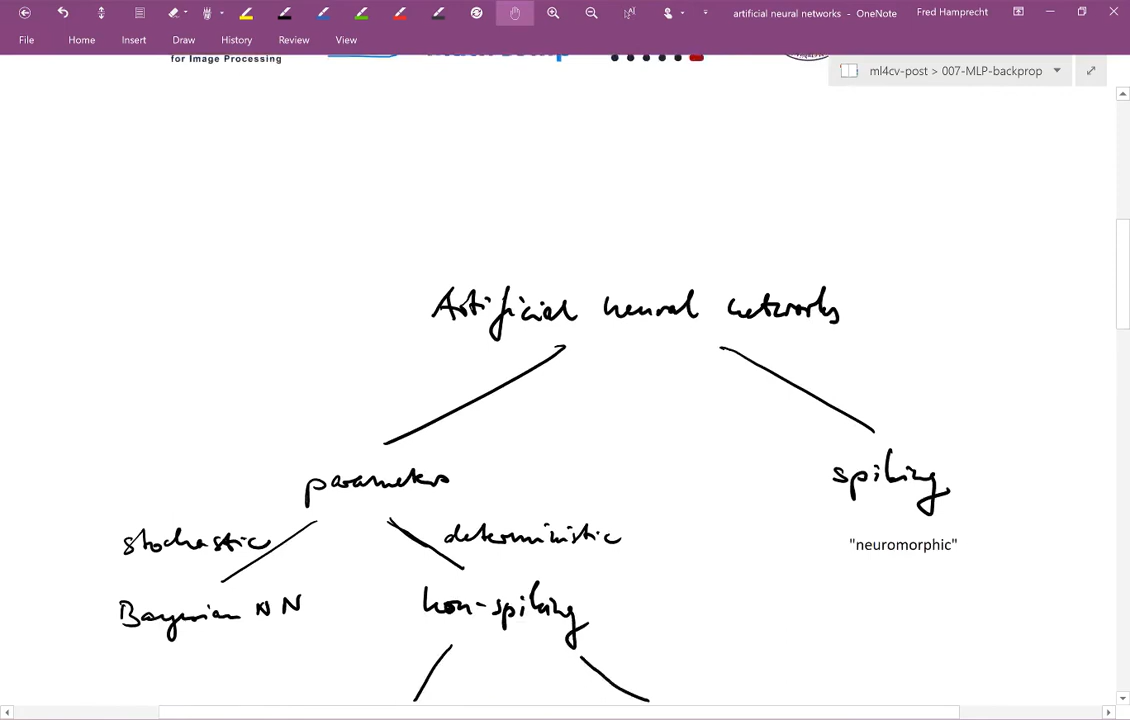 artificial neural networks - OneNote
Fred Hamprecht
File Home Insert Draw History Review View
for Image Processing
ml4cv-post > 007-MLP-backprop
Artificial neural networks
parameters
spiking
stochastic
deterministic
"neuromorphic"
Bayesian NN
non-spiking